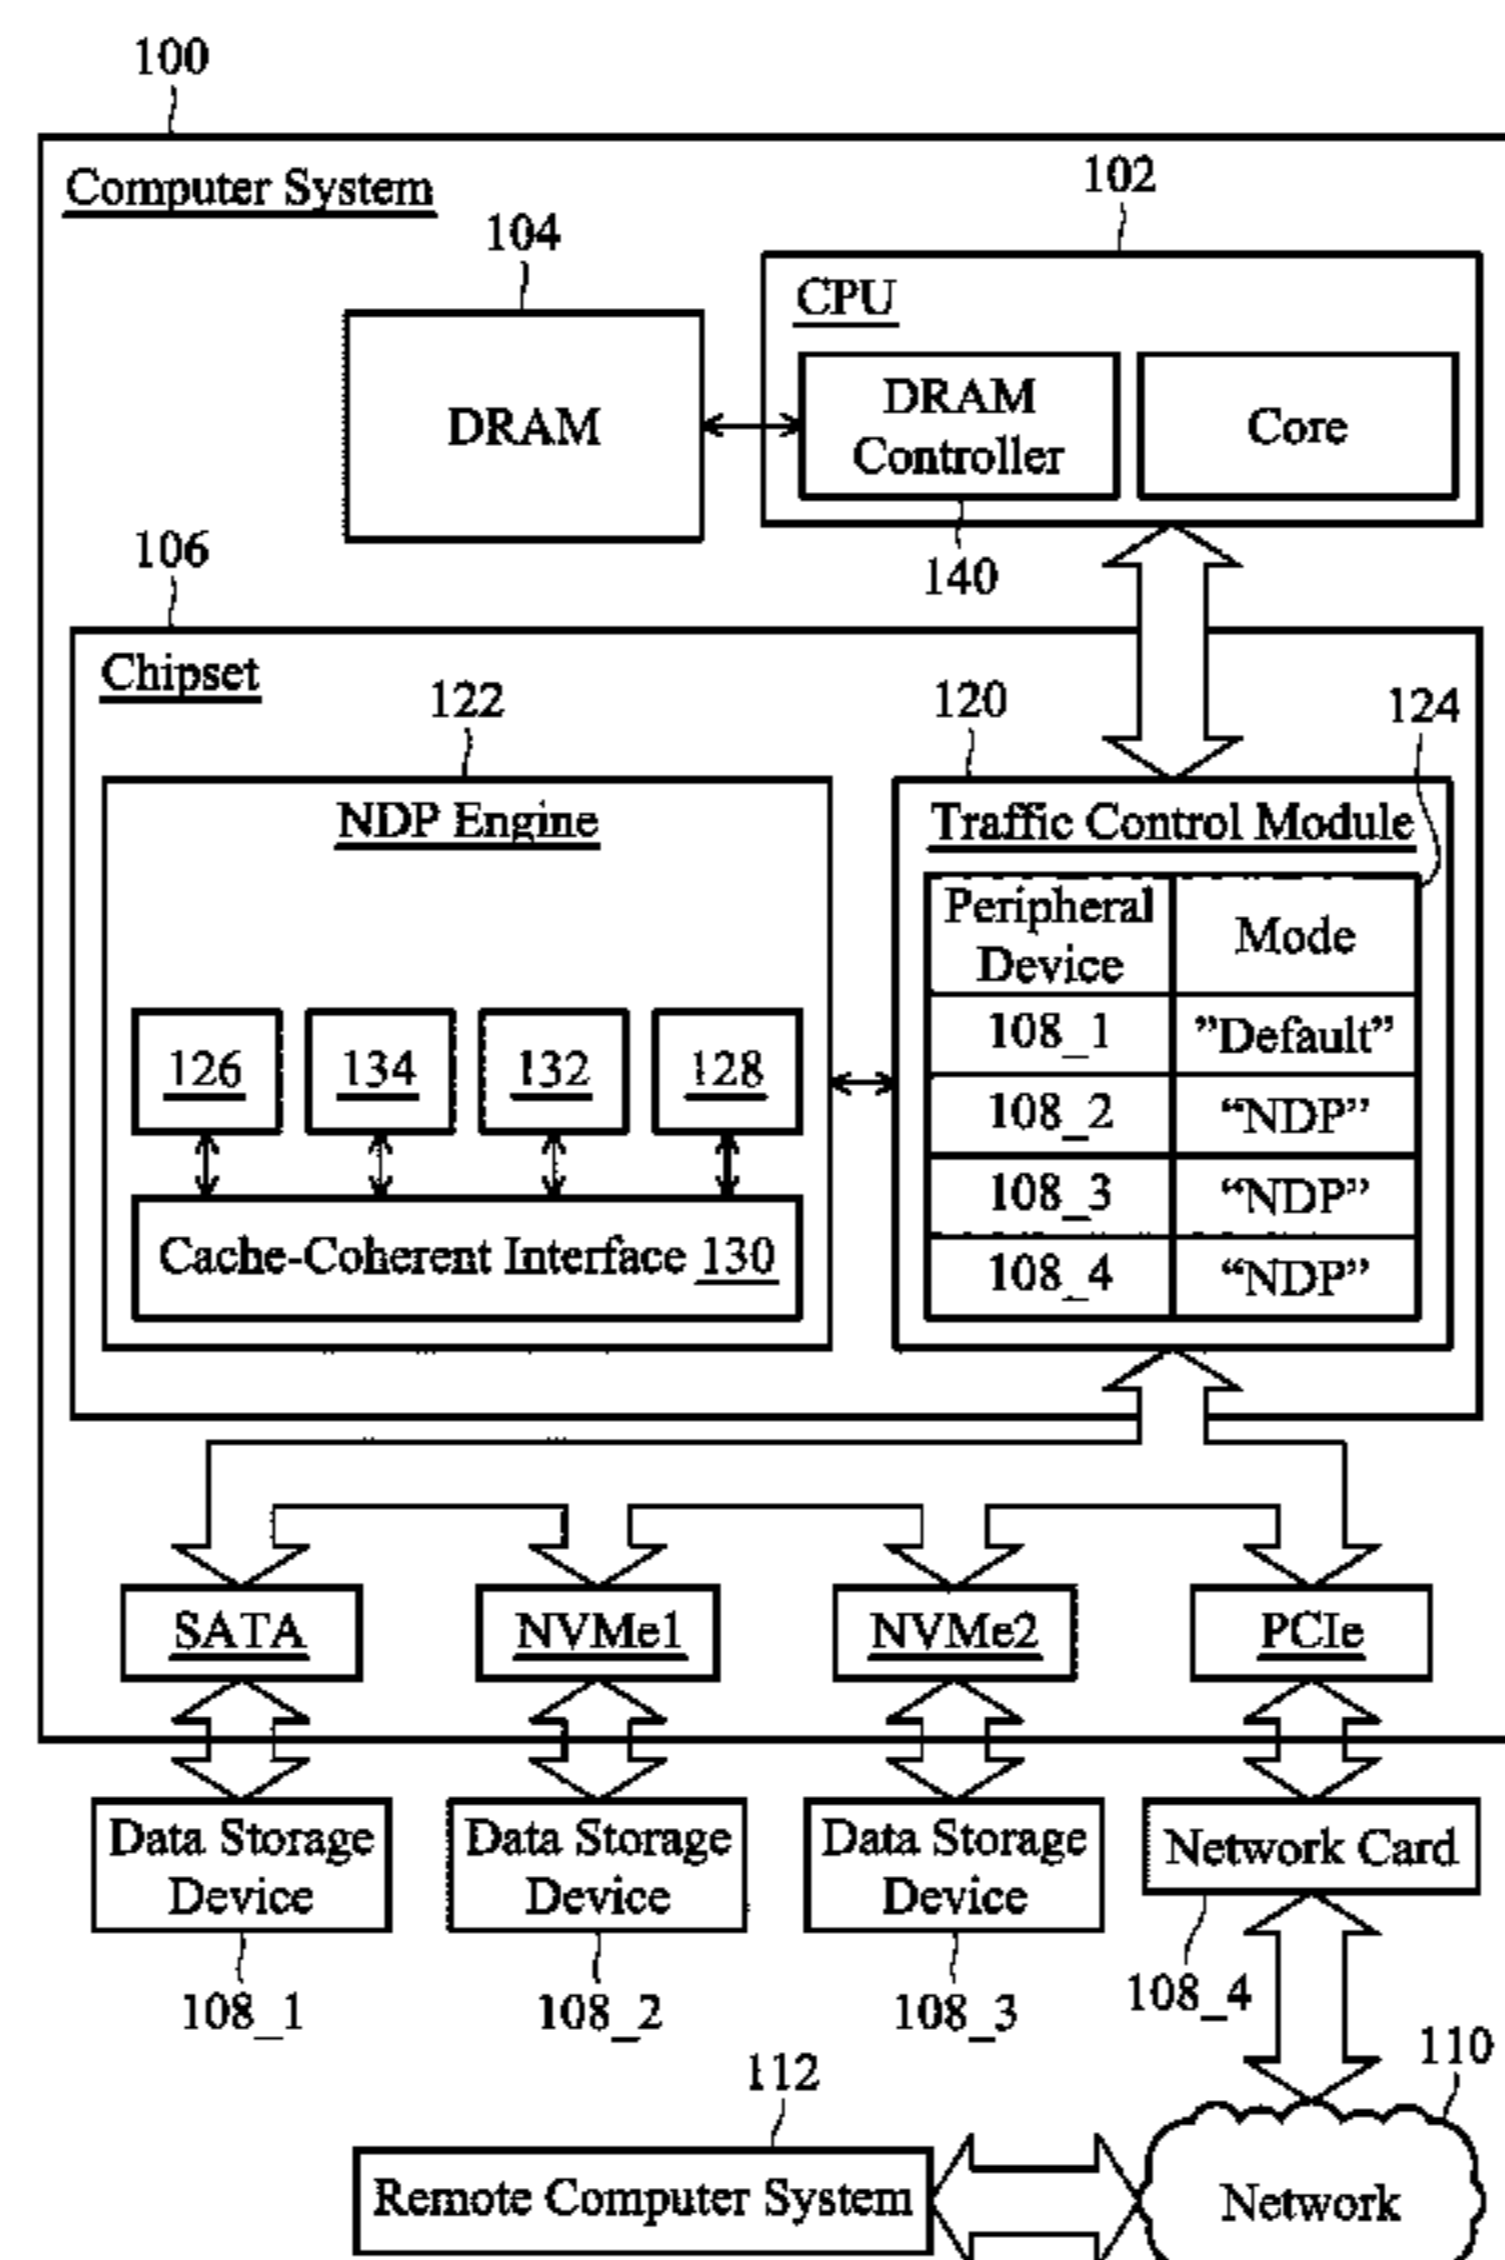 100
Computer System
102
104
CPU
DRAM
DRAM
Controller
Core
106
140
Chipset
122
120
124
NDP Engine
Traffic Control Module
Peripheral
Device
Mode
108_1
”Default”
126
134
132
128
108_2
“NDP”
108_3
“NDP”
Cache-Coherent Interface 130
108_4
“NDP”
SATA
NVMe1
NVMe2
PCIe
Data Storage
Device
Data Storage
Device
Data Storage
Device
Network Card
108_1
108_2
108_3
108_4
112
110
Remote Computer System
Network